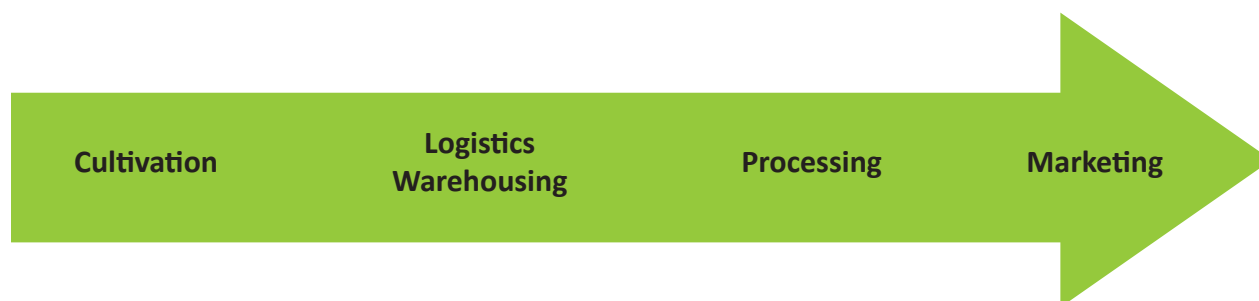 Cultivation
Logistics
Warehousing
Processing
Marketing